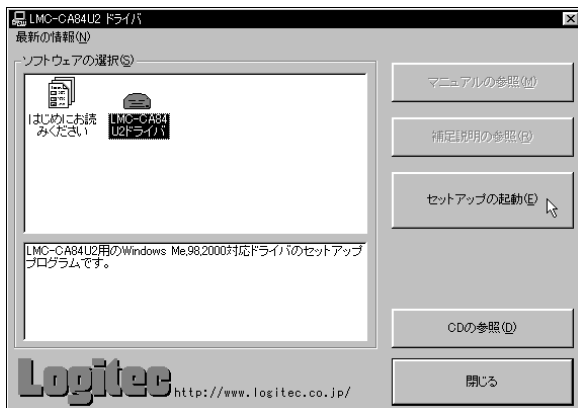 LMC-CA84U2 ドライバ
最新の情報(N)
ソフトウェアの選択(S)
はじめにお読
みください
LMC-CA84
U2ドライバ
LMC-CA84U2用のWindows Me,98,2000対応ドライバのセットアップ
プログラムです。
マニュアルの参照(M)
補足説明の参照(R)
セットアップの起動(E)
CDの参照(D)
閉じる
Logitec
http://www.logitec.co.jp/